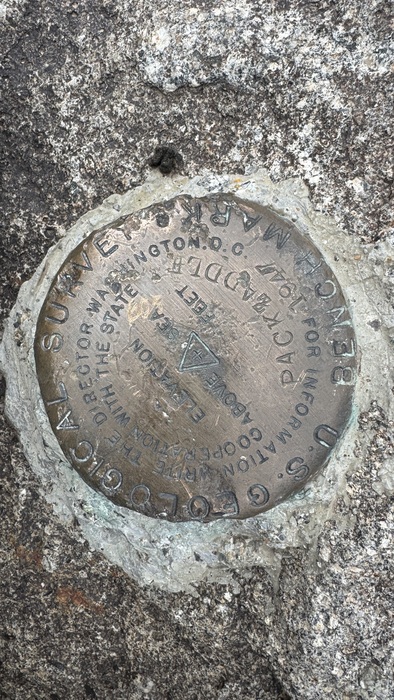 U.S. GEOLOGICAL SURVEY
BENCH MARK
FOR INFORMATION WRITE THE DIRECTOR WASHINGTON, D.C.
COOPERATION WITH THE STATE
ELEVATION
ABOVE SEA
FEET
PACK SADDLE
1947